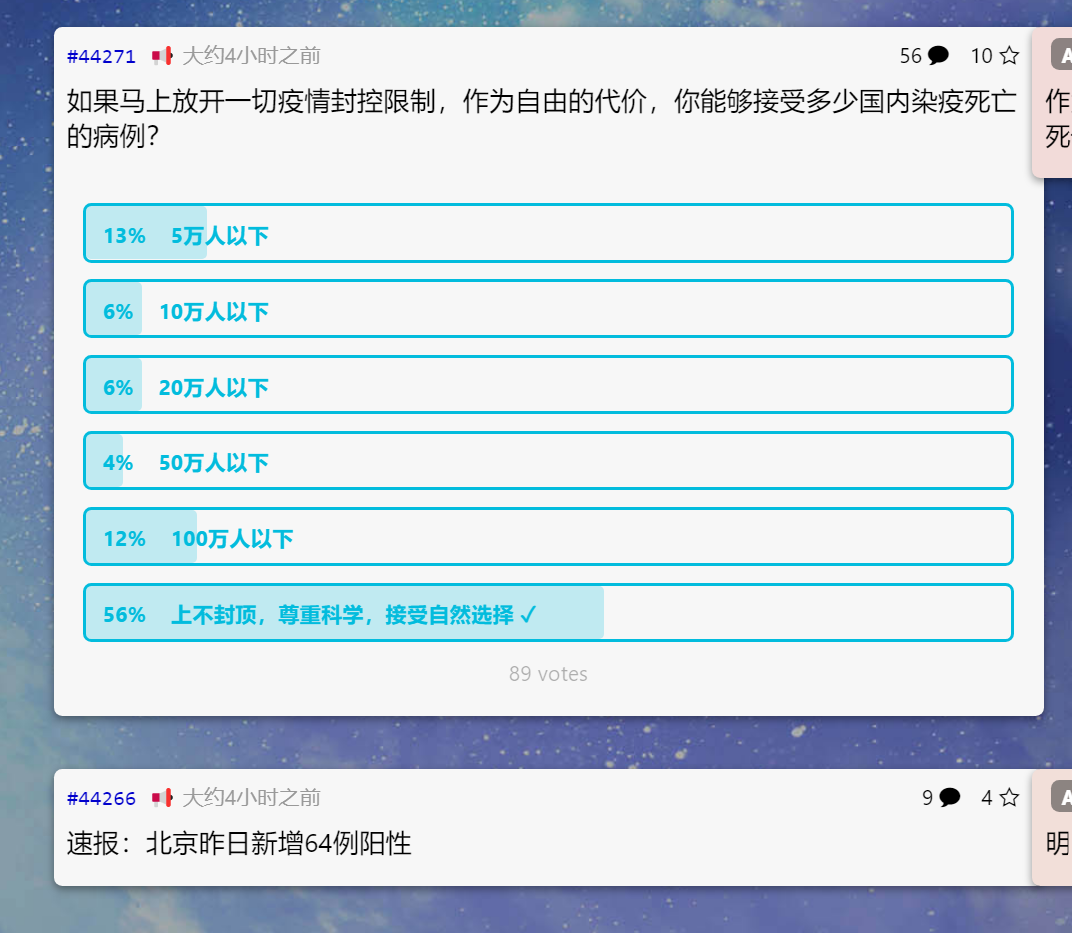 #44271 大约4小时之前 56 10
如果马上放开一切疫情封控限制，作为自由的代价，你能够接受多少国内染疫死亡
的病例？
13% 5万人以下
6% 10万人以下
6% 20万人以下
4% 50万人以下
12% 100万人以下
56% 上不封顶，尊重科学，接受自然选择 ✓
89 votes
#44266 大约4小时之前 9 4
速报：北京昨日新增64例阳性
A
作
死
A
明